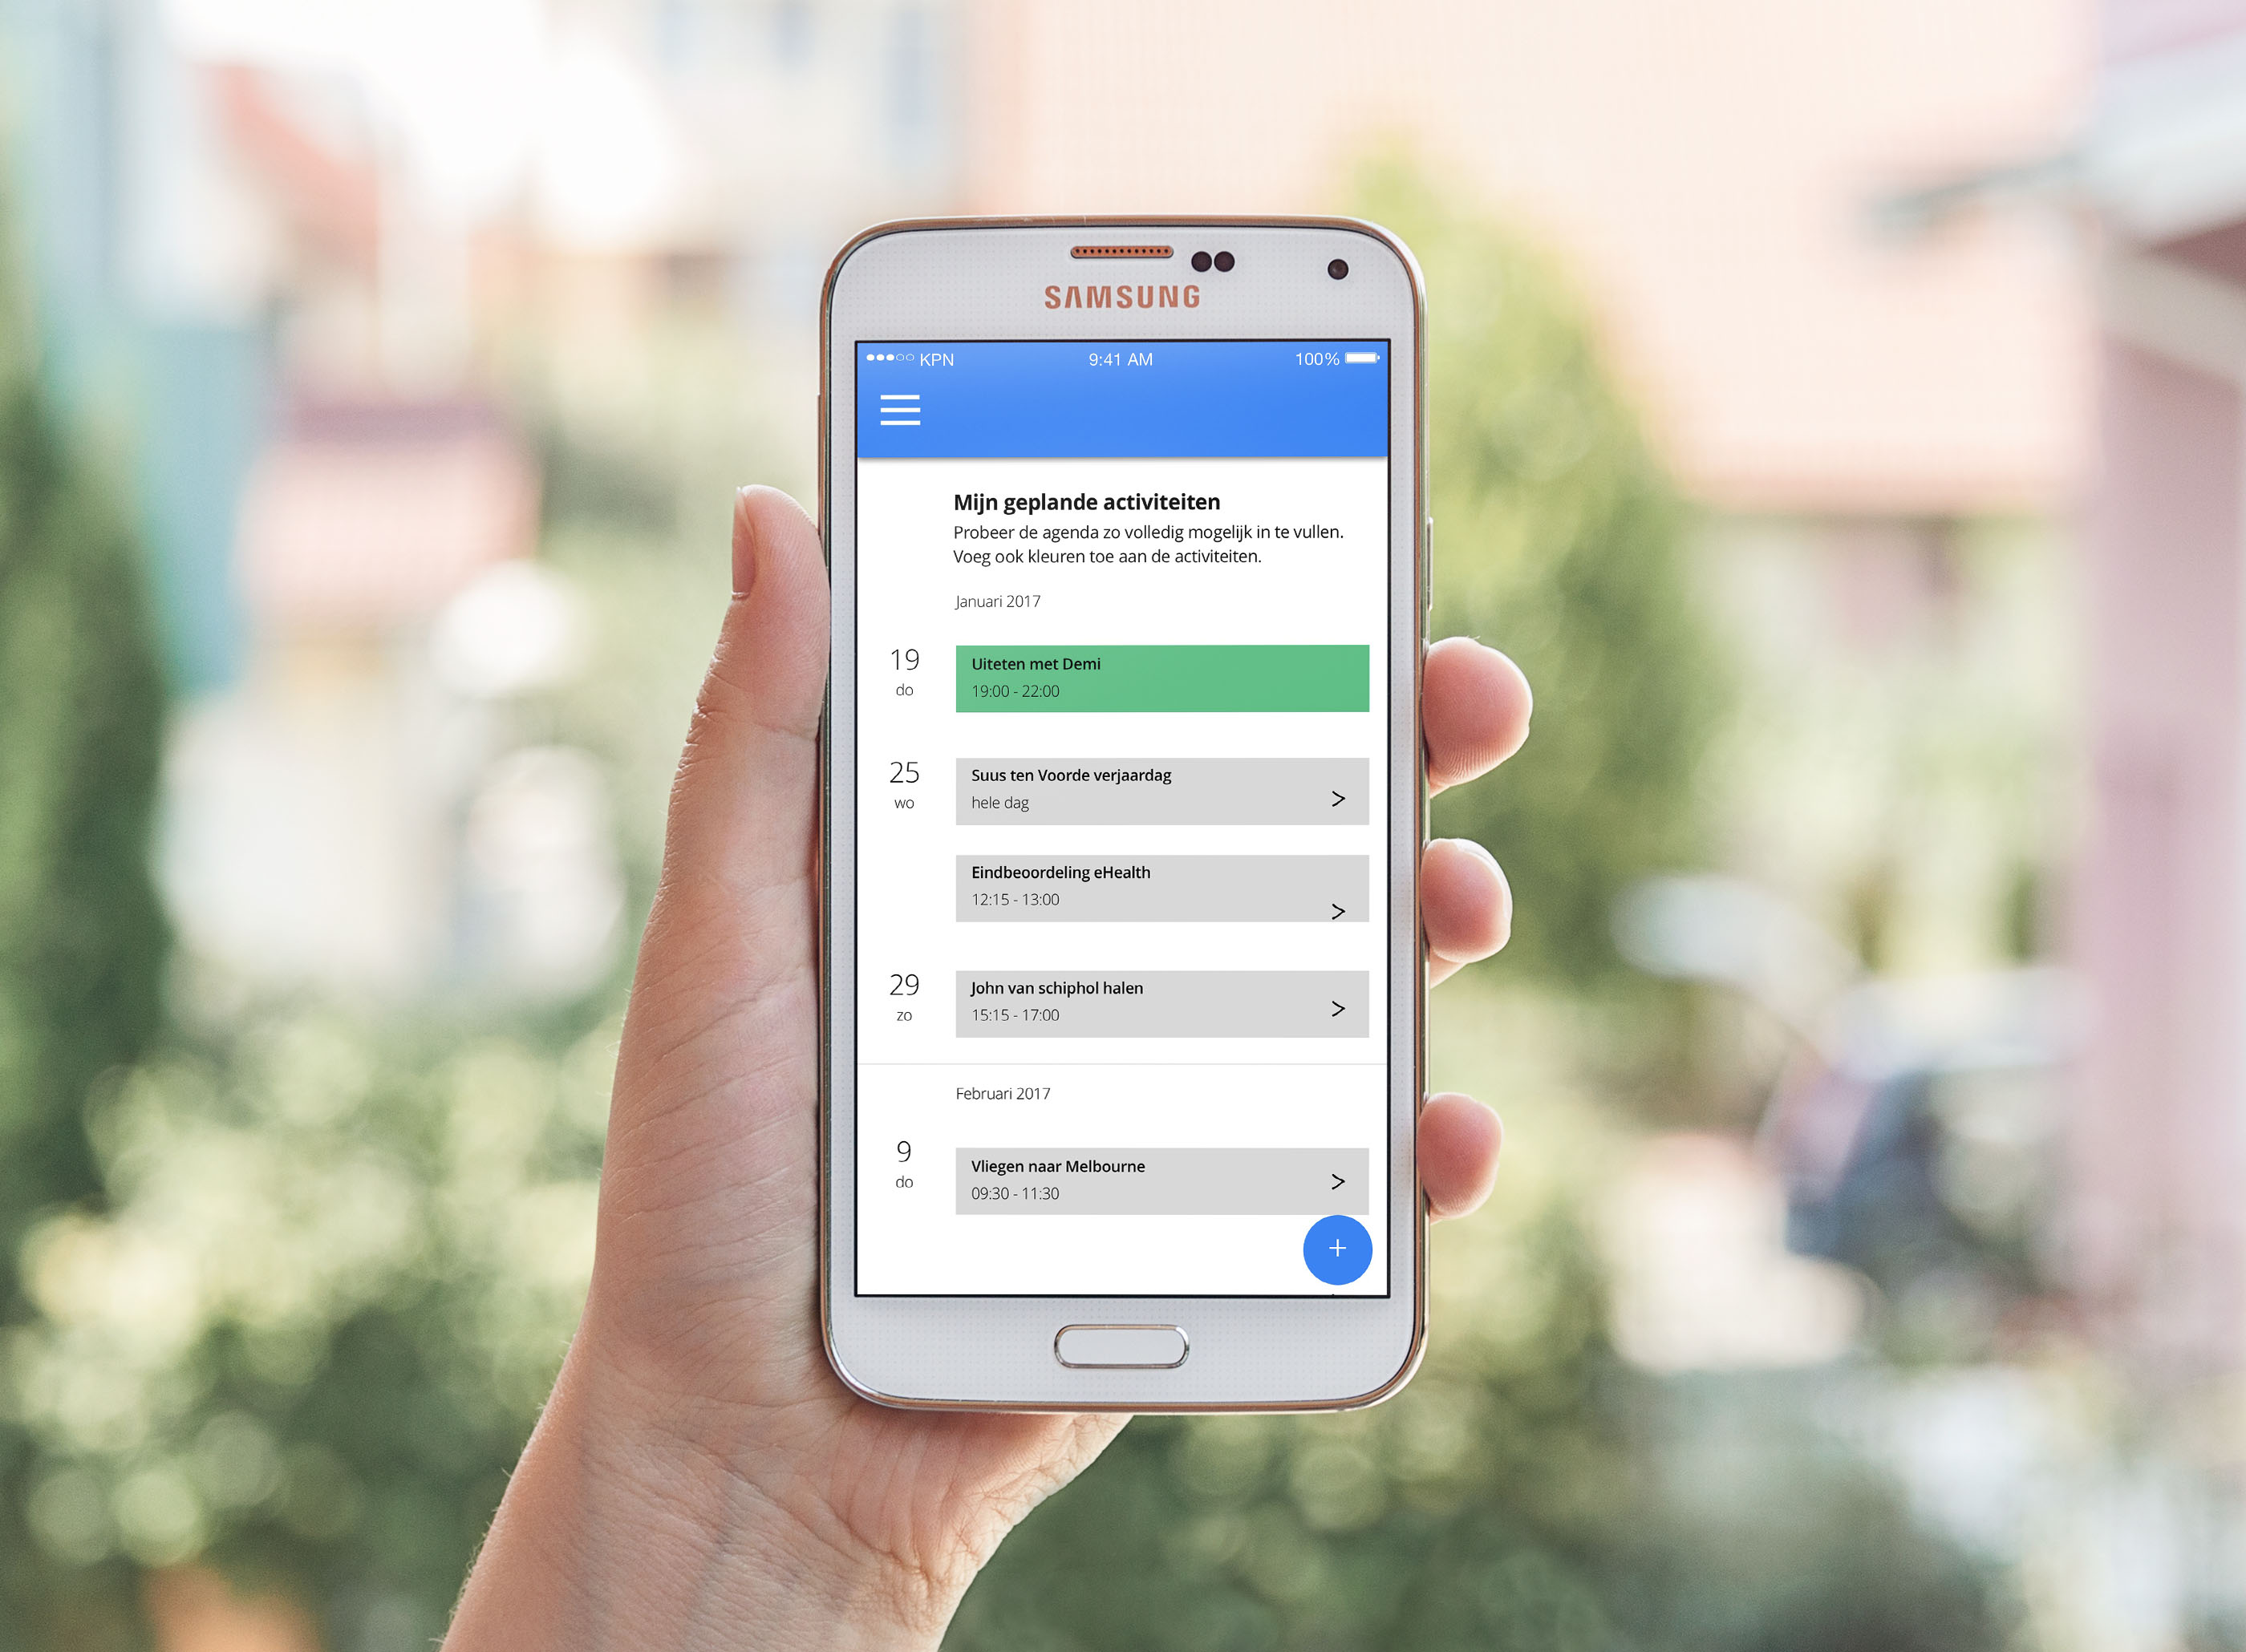 SAMSUNG
KPN 9:41 AM 100%
Mijn geplande activiteiten
Probeer de agenda zo volledig mogelijk in te vullen.
Voeg ook kleuren toe aan de activiteiten.
Januari 2017
19
do
Uiteten met Demi
19:00 - 22:00
25
wo
Suus ten Voorde verjaardag
hele dag
>
Eindbeoordeling eHealth
12:15 - 13:00
>
29
zo
John van schiphol halen
15:15 - 17:00
>
Februari 2017
9
do
Vliegen naar Melbourne
09:30 - 11:30
>
+